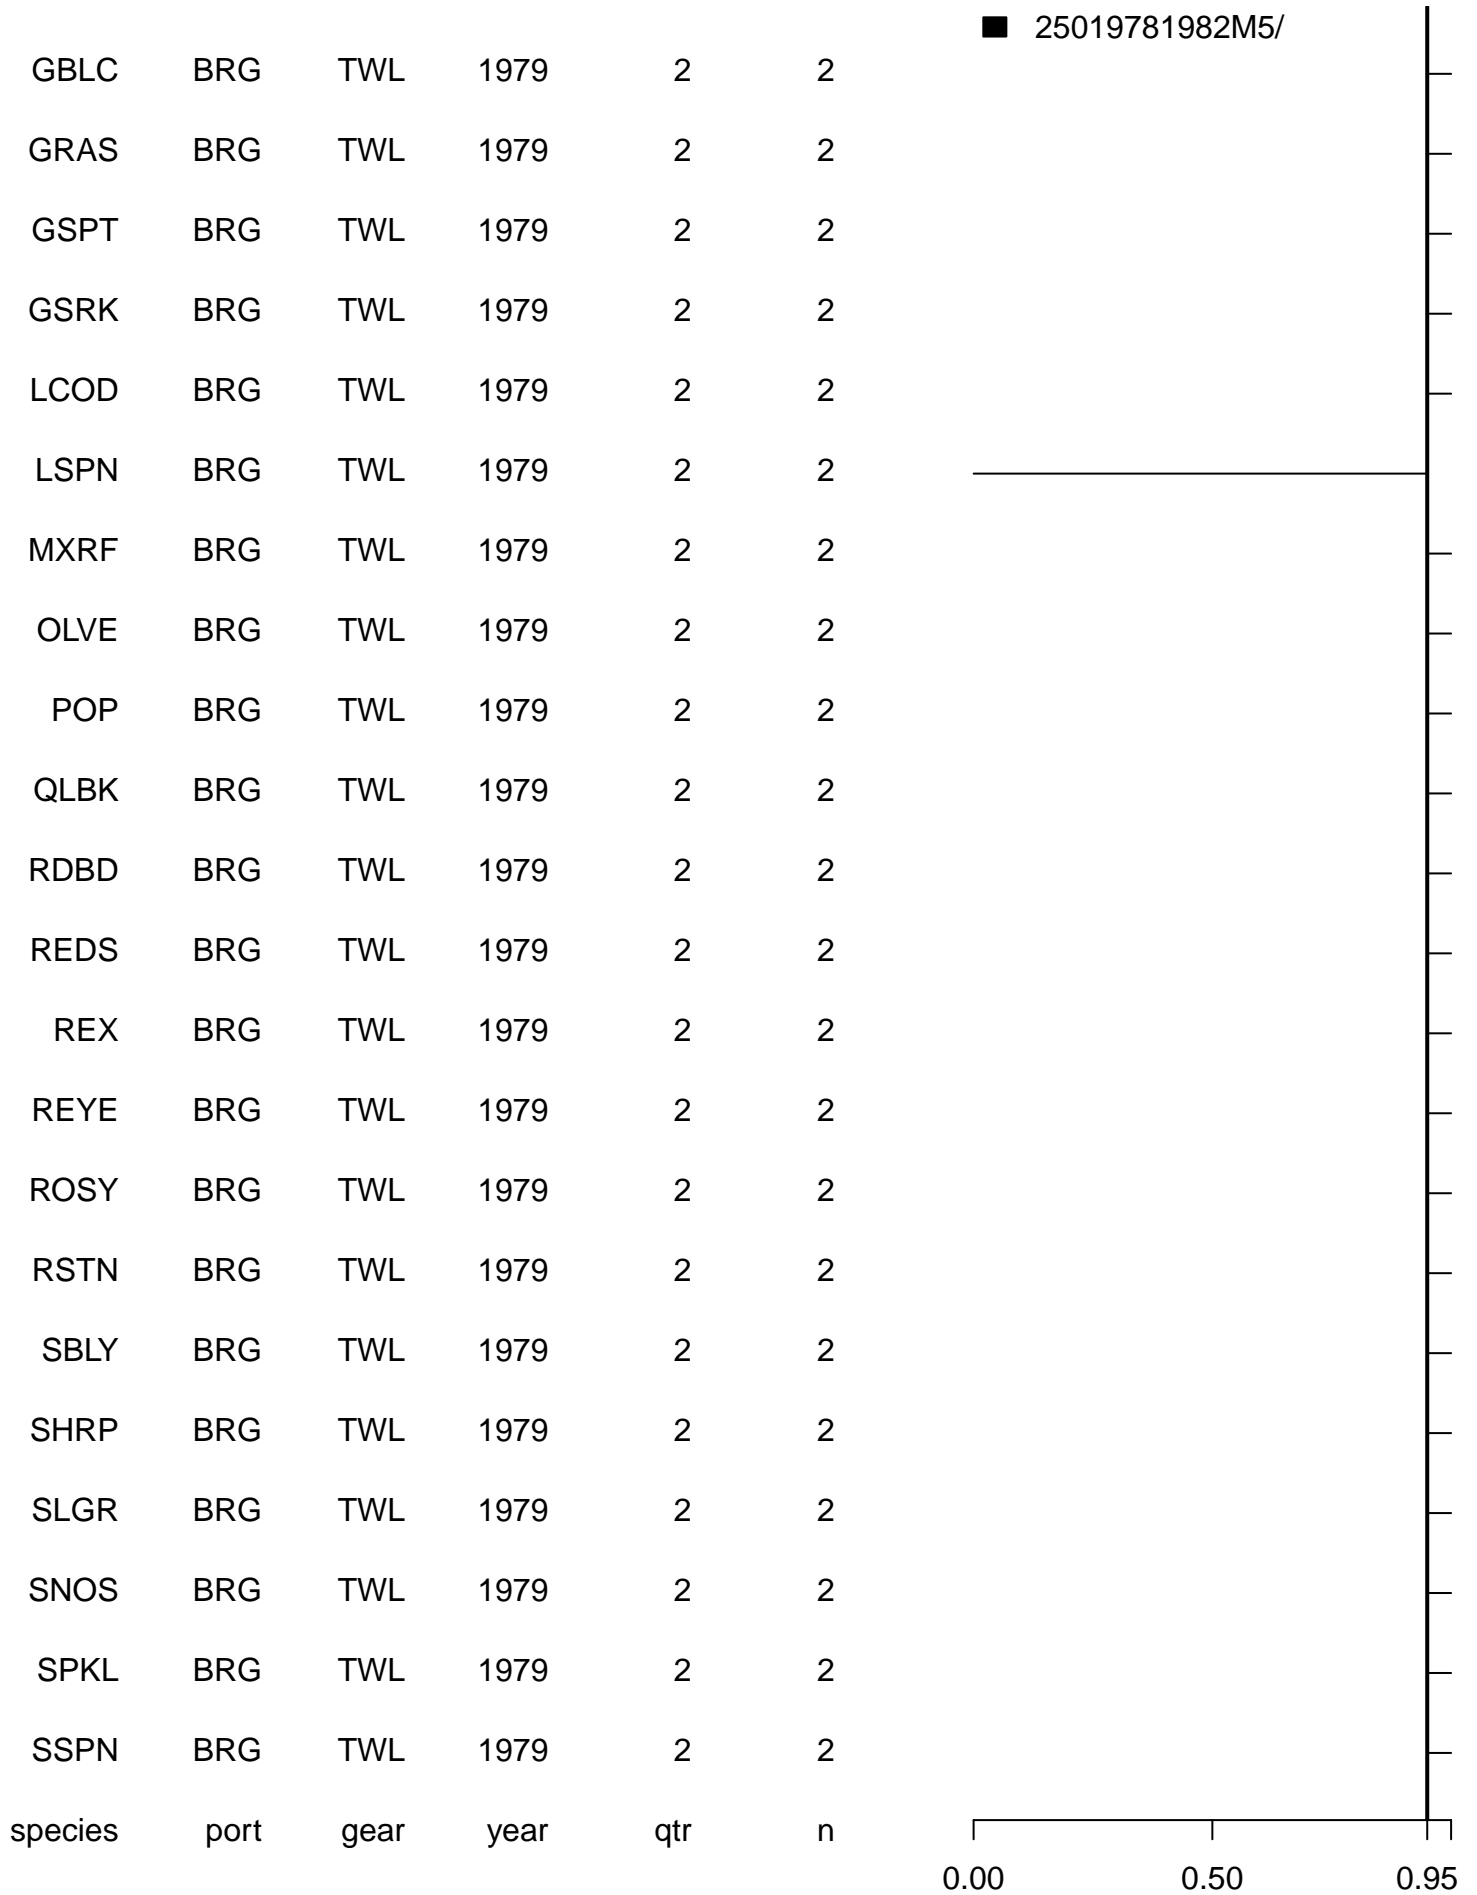 25019781982M5/
GBLC BRG TWL 1979 2 2
GRAS BRG TWL 1979 2 2
GSPT BRG TWL 1979 2 2
GSRK BRG TWL 1979 2 2
LCOD BRG TWL 1979 2 2
LSPN BRG TWL 1979 2 2
MXRF BRG TWL 1979 2 2
OLVE BRG TWL 1979 2 2
POP BRG TWL 1979 2 2
QLBK BRG TWL 1979 2 2
RDBD BRG TWL 1979 2 2
REDS BRG TWL 1979 2 2
REX BRG TWL 1979 2 2
REYE BRG TWL 1979 2 2
ROSY BRG TWL 1979 2 2
RSTN BRG TWL 1979 2 2
SBLY BRG TWL 1979 2 2
SHRP BRG TWL 1979 2 2
SLGR BRG TWL 1979 2 2
SNOS BRG TWL 1979 2 2
SPKL BRG TWL 1979 2 2
SSPN BRG TWL 1979 2 2
species port gear year qtr n
0.00 0.50 0.95